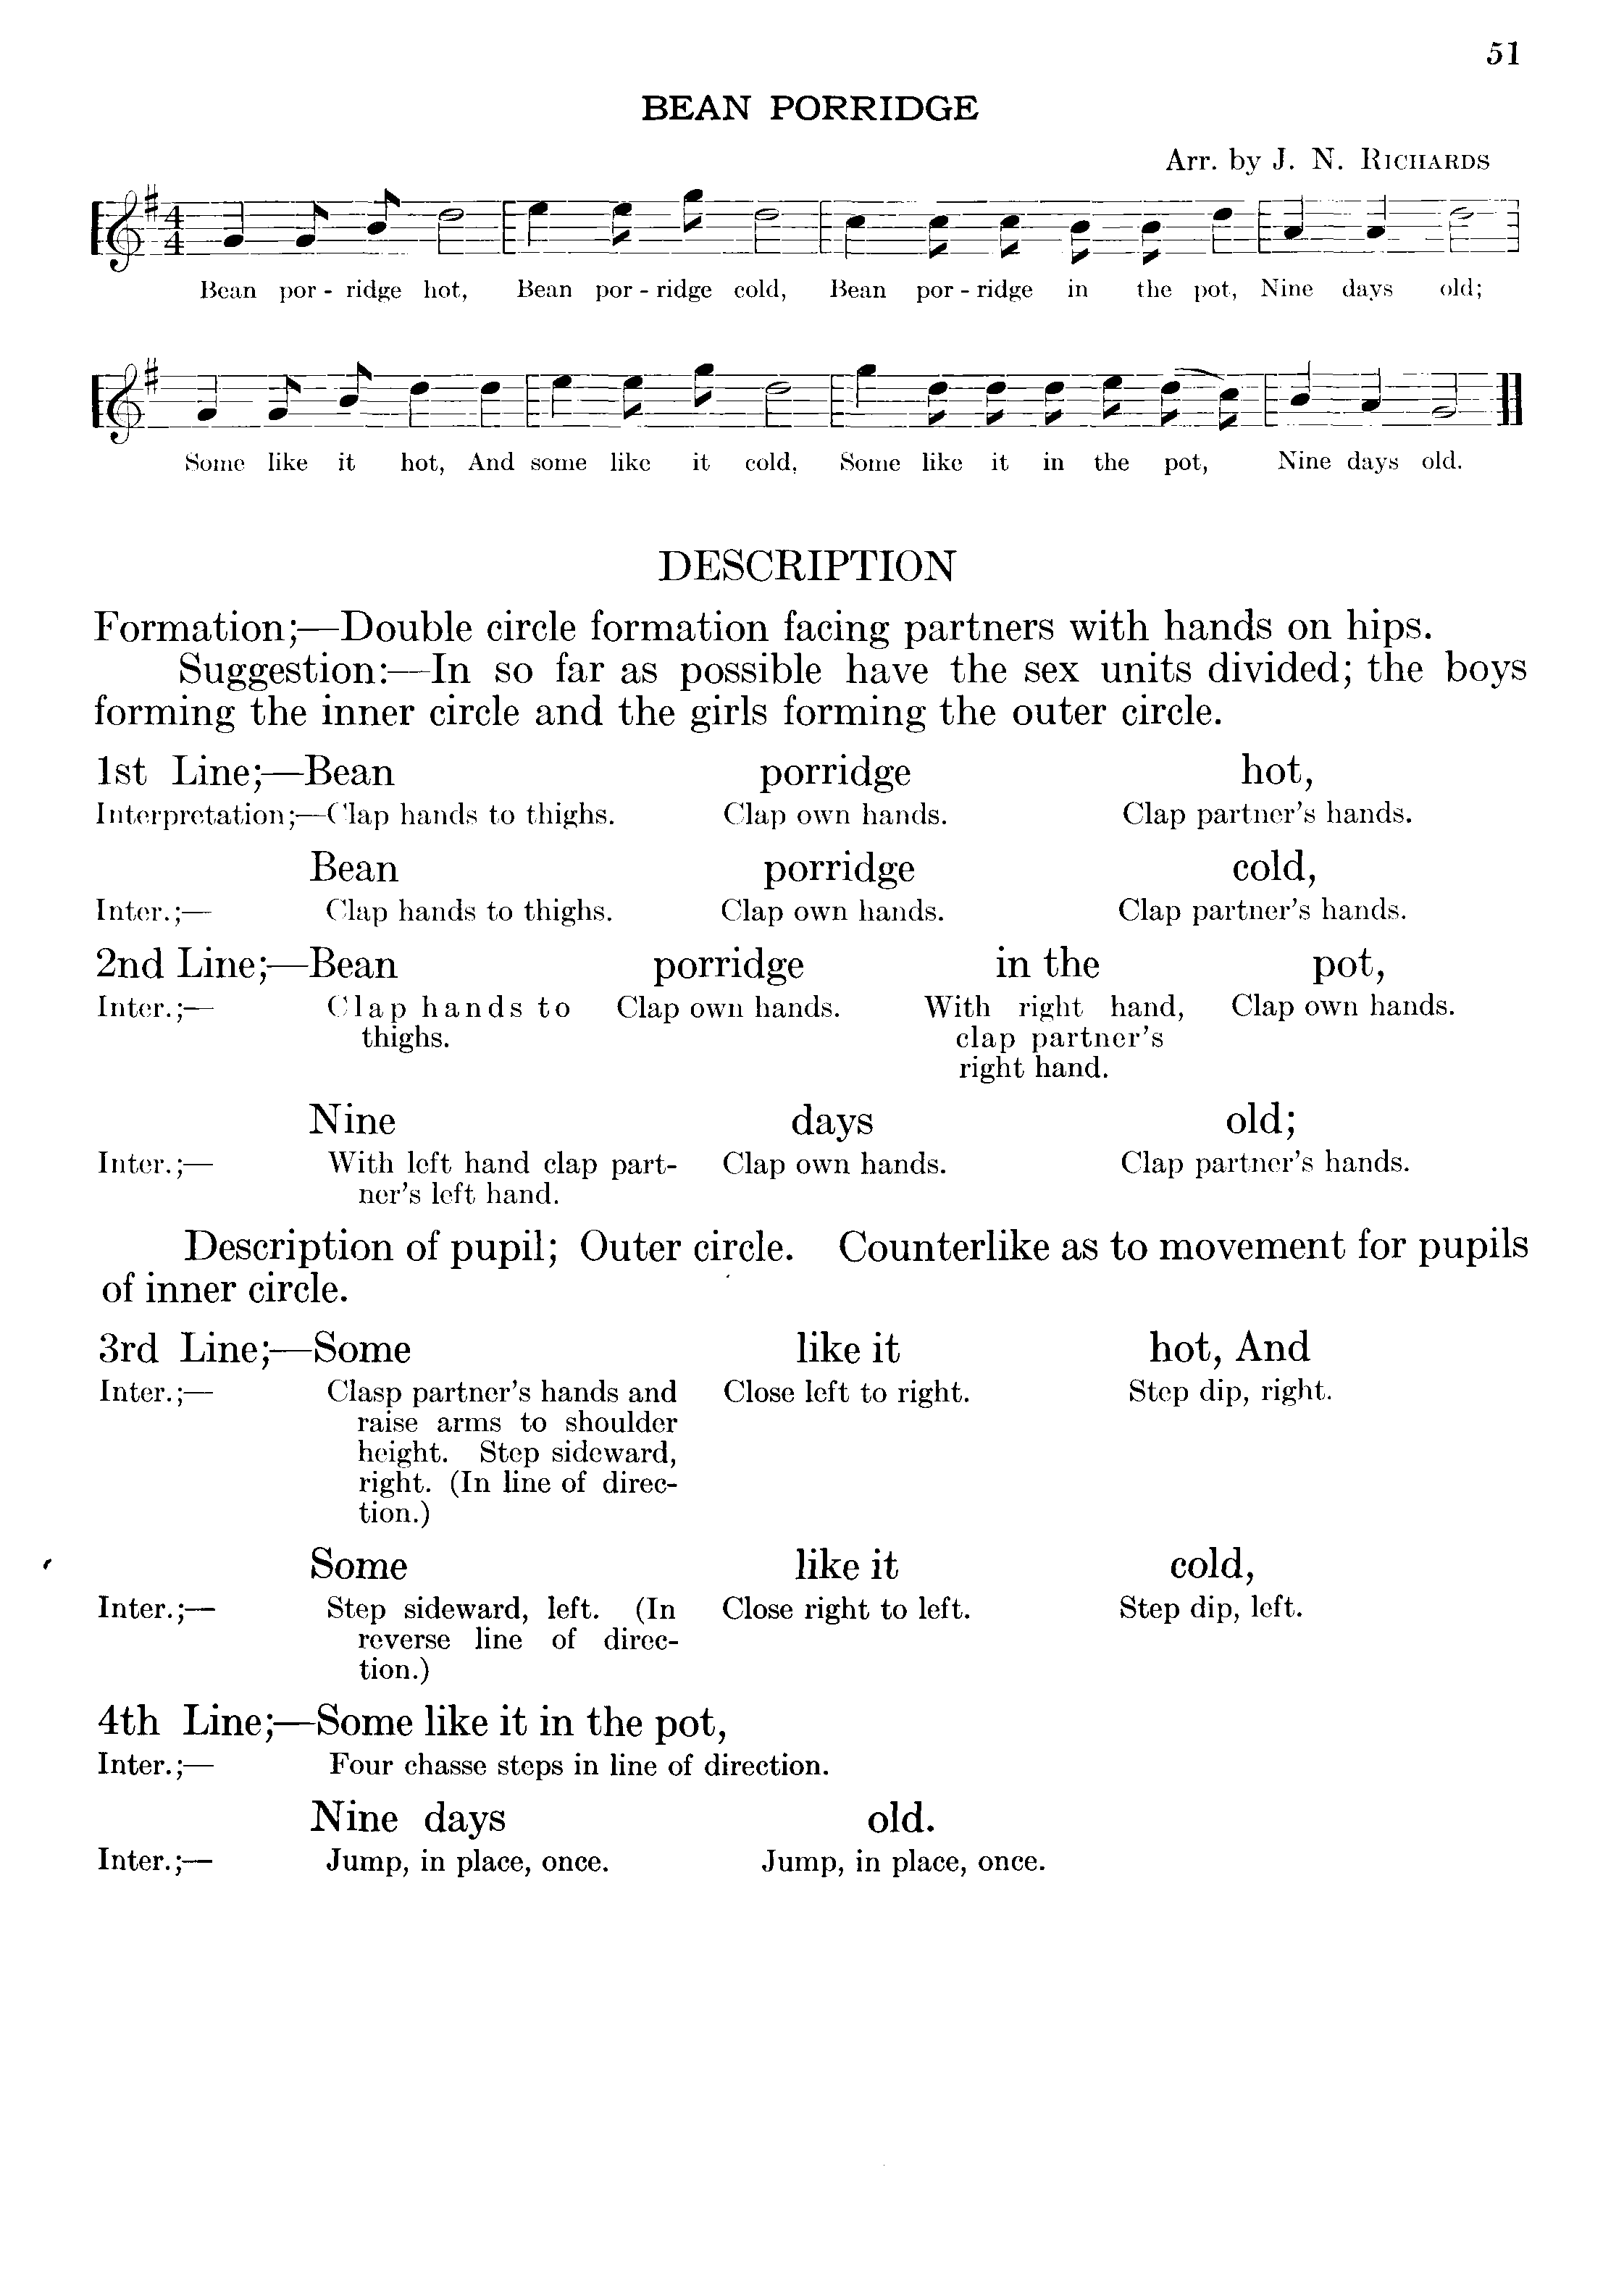 51
BEAN PORRIDGE
Arr. by J. N. RICHARDS
4
4
Bean por - ridge hot, Bean por - ridge cold, Bean por - ridge in the pot, Nine days old;
Some like it hot, And some like it cold, Some like it in the pot, Nine days old.
DESCRIPTION
Formation;—Double circle formation facing partners with hands on hips.
Suggestion:—In so far as possible have the sex units divided; the boys
forming the inner circle and the girls forming the outer circle.
1st Line;—Bean porridge hot,
Interpretation;—Clap hands to thighs. Clap own hands. Clap partner's hands.
Bean porridge cold,
Inter.;— Clap hands to thighs. Clap own hands. Clap partner's hands.
2nd Line;—Bean porridge in the pot,
Inter.;— Clap hands to Clap own hands. With right hand, Clap own hands.
thighs. clap partner's
right hand.
Nine days old;
Inter.;— With left hand clap part- Clap own hands. Clap partner's hands.
ner's left hand.
Description of pupil; Outer circle. Counterlike as to movement for pupils
of inner circle.
3rd Line;—Some like it hot, And
Inter.;— Clasp partner's hands and Close left to right. Step dip, right.
raise arms to shoulder
height. Step sideward,
right. (In line of direc-
tion.)
Some like it cold,
Inter.;— Step sideward, left. (In Close right to left. Step dip, left.
reverse line of direc-
tion.)
4th Line;—Some like it in the pot,
Inter.;— Four chasse steps in line of direction.
Nine days old.
Inter.;— Jump, in place, once. Jump, in place, once.